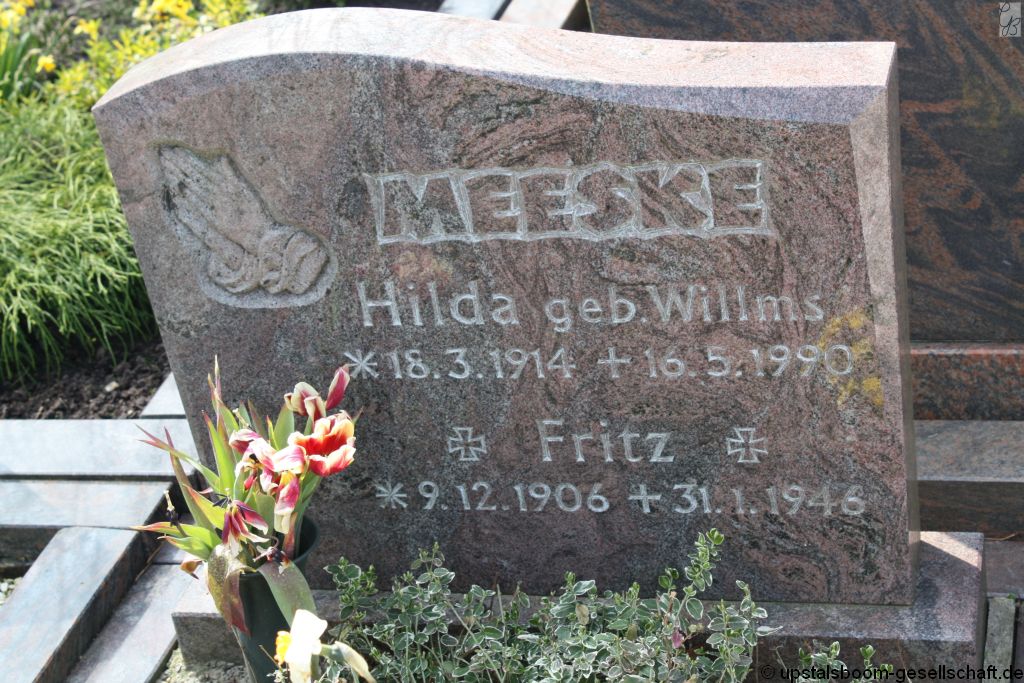 MEESKE
Hilda geb. Willms
* 18.3.1914 + 16.5.1990
Fritz
* 9.12.1906 + 31.1.1946
© upstalsboom-gesellschaft.de